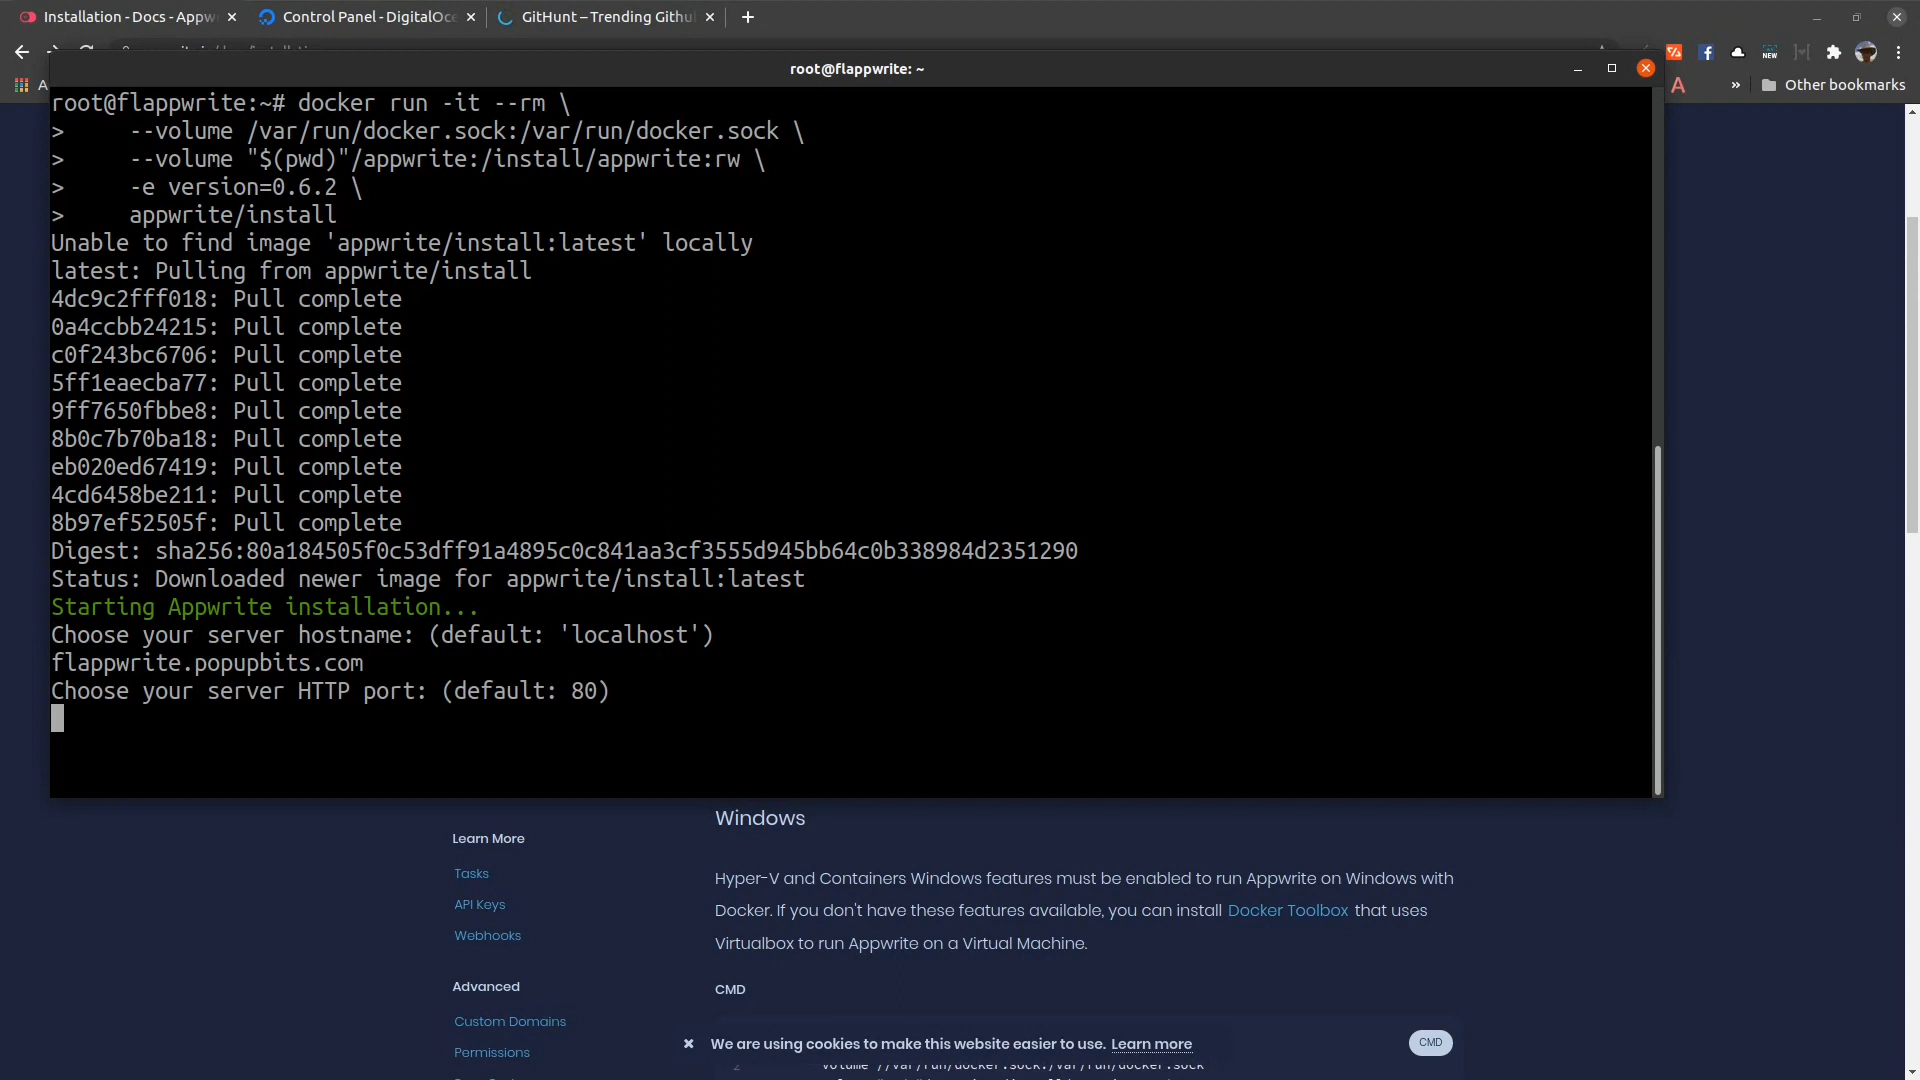 Installation - Docs - Appw
Control Panel - DigitalOce
GitHunt – Trending Githu
root@flappwrite: ~
Other bookmarks
root@flappwrite:~# docker run -it --rm \
>     --volume /var/run/docker.sock:/var/run/docker.sock \
>     --volume "$(pwd)"/appwrite:/install/appwrite:rw \
>     -e version=0.6.2 \
>     appwrite/install
Unable to find image 'appwrite/install:latest' locally
latest: Pulling from appwrite/install
4dc9c2fff018: Pull complete
0a4ccbb24215: Pull complete
c0f243bc6706: Pull complete
5ff1eaecba77: Pull complete
9ff7650fbbe8: Pull complete
8b0c7b70ba18: Pull complete
eb020ed67419: Pull complete
4cd6458be211: Pull complete
8b97ef52505f: Pull complete
Digest: sha256:80a184505f0c53dff91a4895c0c841aa3cf3555d945bb64c0b338984d2351290
Status: Downloaded newer image for appwrite/install:latest
Starting Appwrite installation...
Choose your server hostname: (default: 'localhost')
flappwrite.popupbits.com
Choose your server HTTP port: (default: 80)
Learn More
Tasks
API Keys
Webhooks
Advanced
Custom Domains
Permissions
Windows
Hyper-V and Containers Windows features must be enabled to run Appwrite on Windows with
Docker. If you don't have these features available, you can install Docker Toolbox that uses
Virtualbox to run Appwrite on a Virtual Machine.
CMD
We are using cookies to make this website easier to use. Learn more
CMD